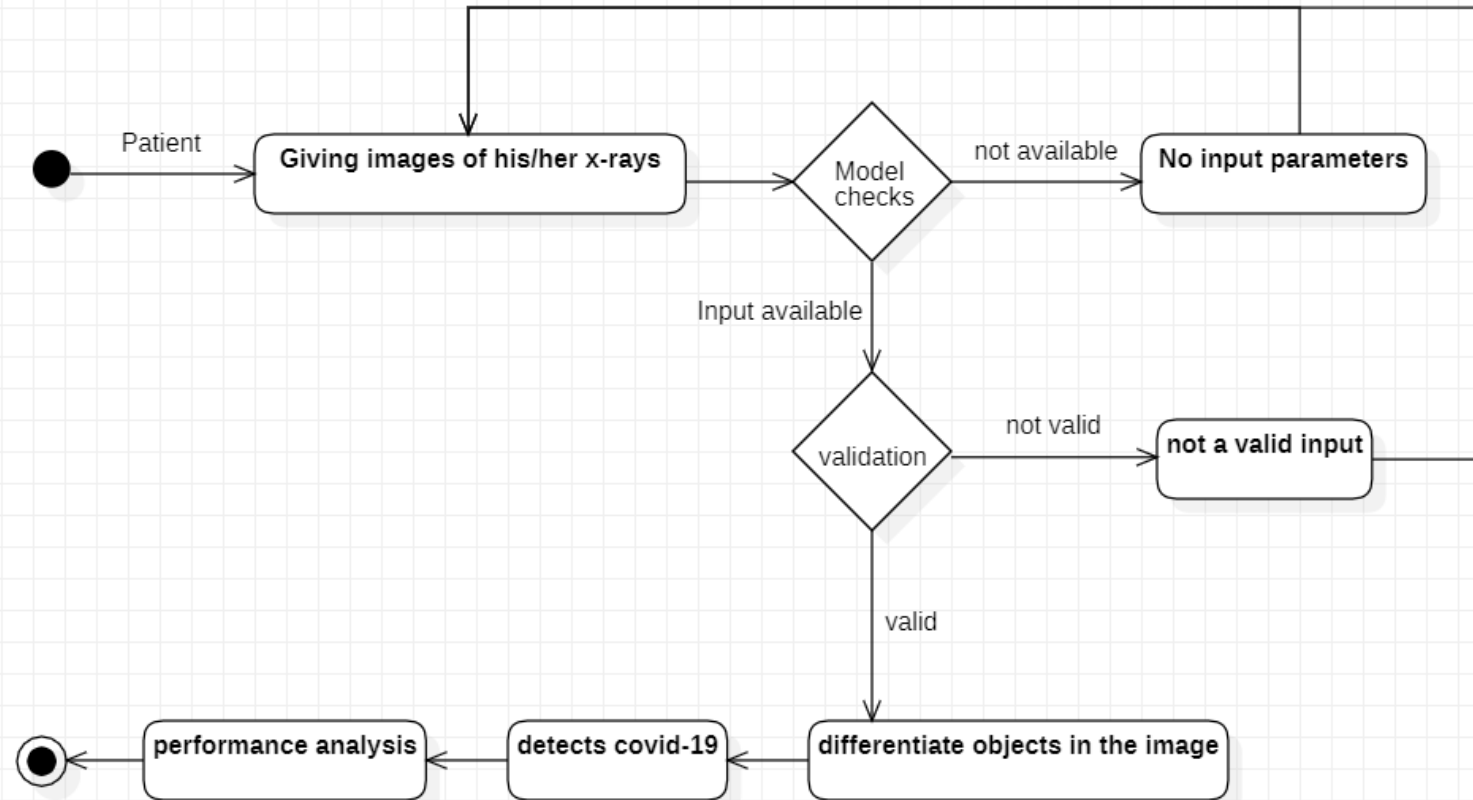 Patient
Giving images of his/her x-rays
Model
checks
not available
No input parameters
Input available
validation
not valid
not a valid input
valid
performance analysis
detects covid-19
differentiate objects in the image